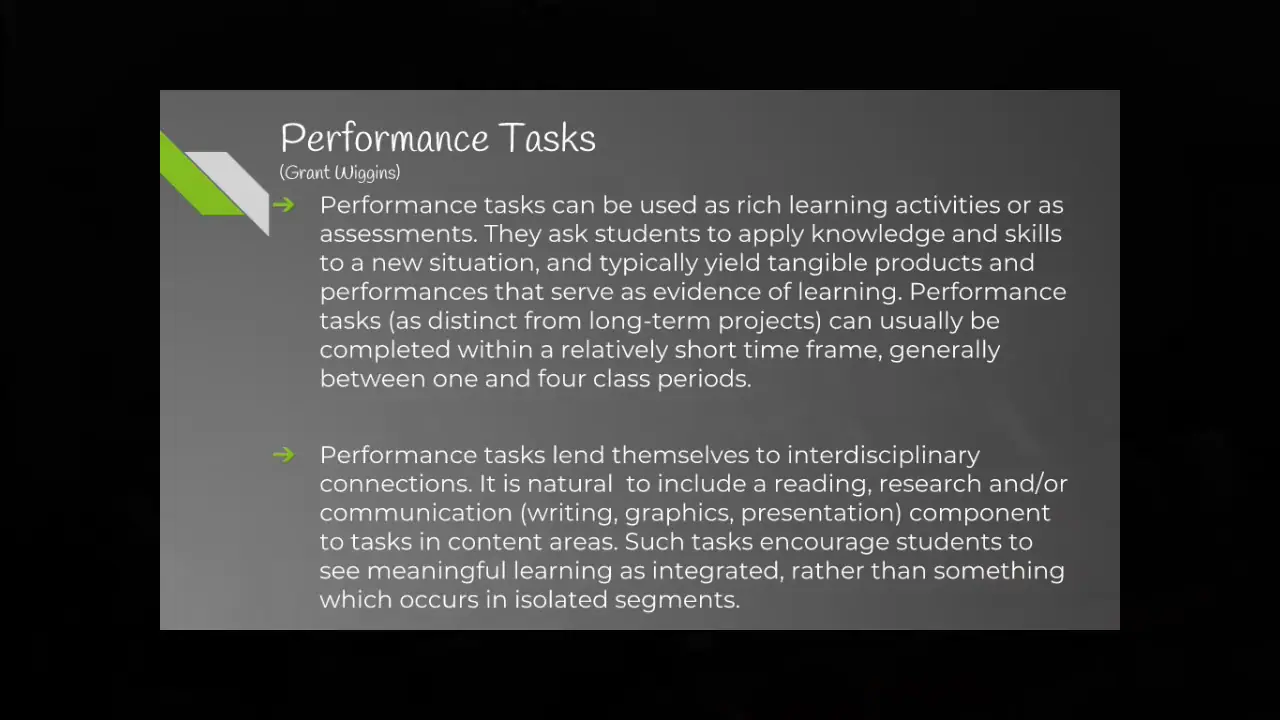 Performance Tasks
(Grant Wiggins)
➔ Performance tasks can be used as rich learning activities or as
assessments. They ask students to apply knowledge and skills
to a new situation, and typically yield tangible products and
performances that serve as evidence of learning. Performance
tasks (as distinct from long-term projects) can usually be
completed within a relatively short time frame, generally
between one and four class periods.
➔ Performance tasks lend themselves to interdisciplinary
connections. It is natural  to include a reading, research and/or
communication (writing, graphics, presentation) component
to tasks in content areas. Such tasks encourage students to
see meaningful learning as integrated, rather than something
which occurs in isolated segments.